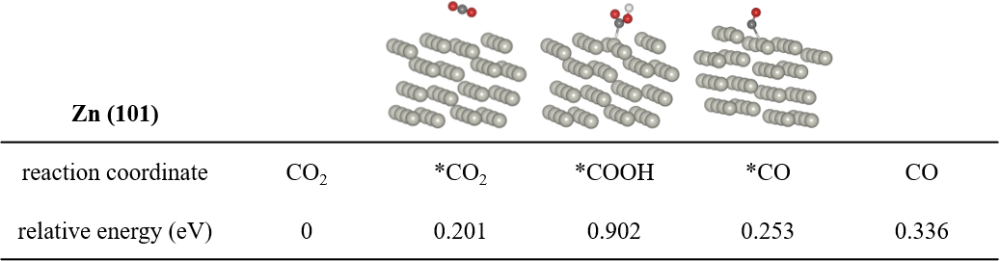 Zn (101)
reaction coordinate CO₂ *CO₂ *COOH *CO CO
relative energy (eV) 0 0.201 0.902 0.253 0.336